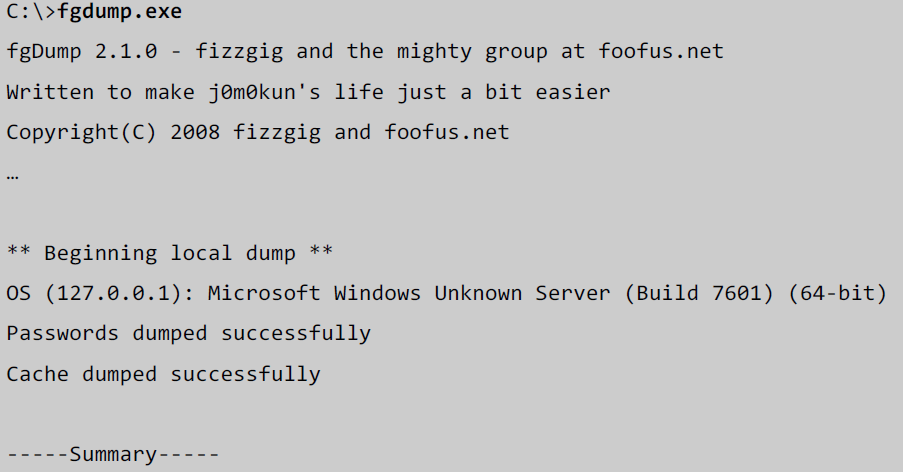 C:\>fgdump.exe
fgDump 2.1.0 - fizzgig and the mighty group at foofus.net
Written to make j0m0kun's life just a bit easier
Copyright(C) 2008 fizzgig and foofus.net
…
** Beginning local dump **
OS (127.0.0.1): Microsoft Windows Unknown Server (Build 7601) (64-bit)
Passwords dumped successfully
Cache dumped successfully
-----Summary-----